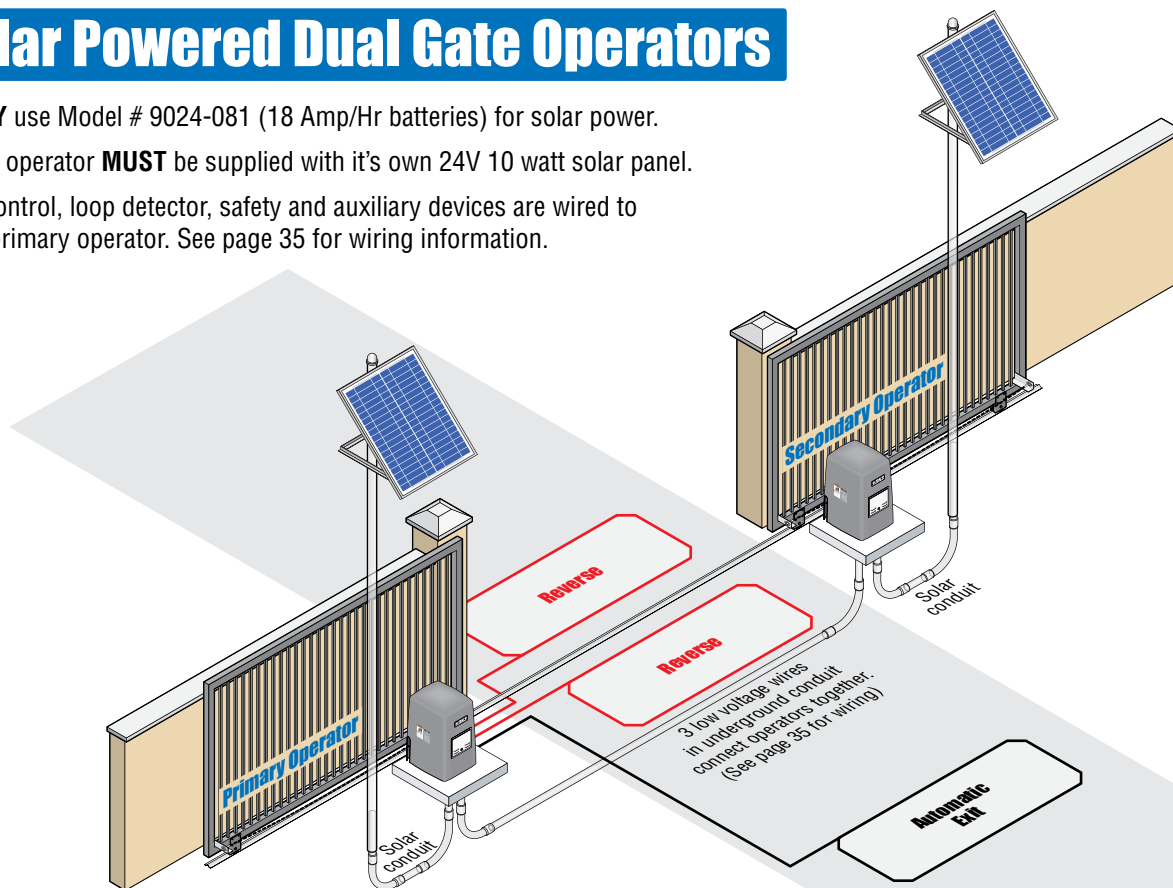 lar Powered Dual Gate Operators
Y use Model # 9024-081 (18 Amp/Hr batteries) for solar power.
operator MUST be supplied with it's own 24V 10 watt solar panel.
ontrol, loop detector, safety and auxiliary devices are wired to
primary operator. See page 35 for wiring information.
Secondary Operator
Solar
conduit
Reverse
Reverse
3 low voltage wires
in underground conduit
connect operators together.
(See page 35 for wiring)
Primary Operator
Automatic
Exit
Solar
conduit